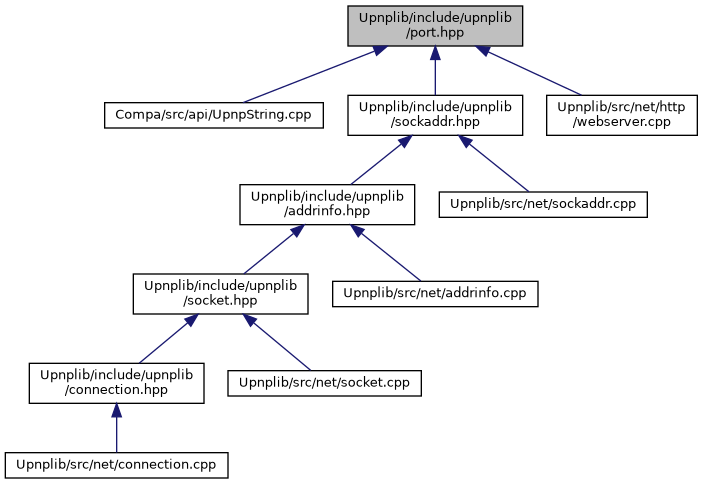 Upnplib/include/upnplib
/port.hpp
Compa/src/api/UpnpString.cpp
Upnplib/include/upnplib
/sockaddr.hpp
Upnplib/src/net/http
/webserver.cpp
Upnplib/include/upnplib
/addrinfo.hpp
Upnplib/src/net/sockaddr.cpp
Upnplib/include/upnplib
/socket.hpp
Upnplib/src/net/addrinfo.cpp
Upnplib/include/upnplib
/connection.hpp
Upnplib/src/net/socket.cpp
Upnplib/src/net/connection.cpp